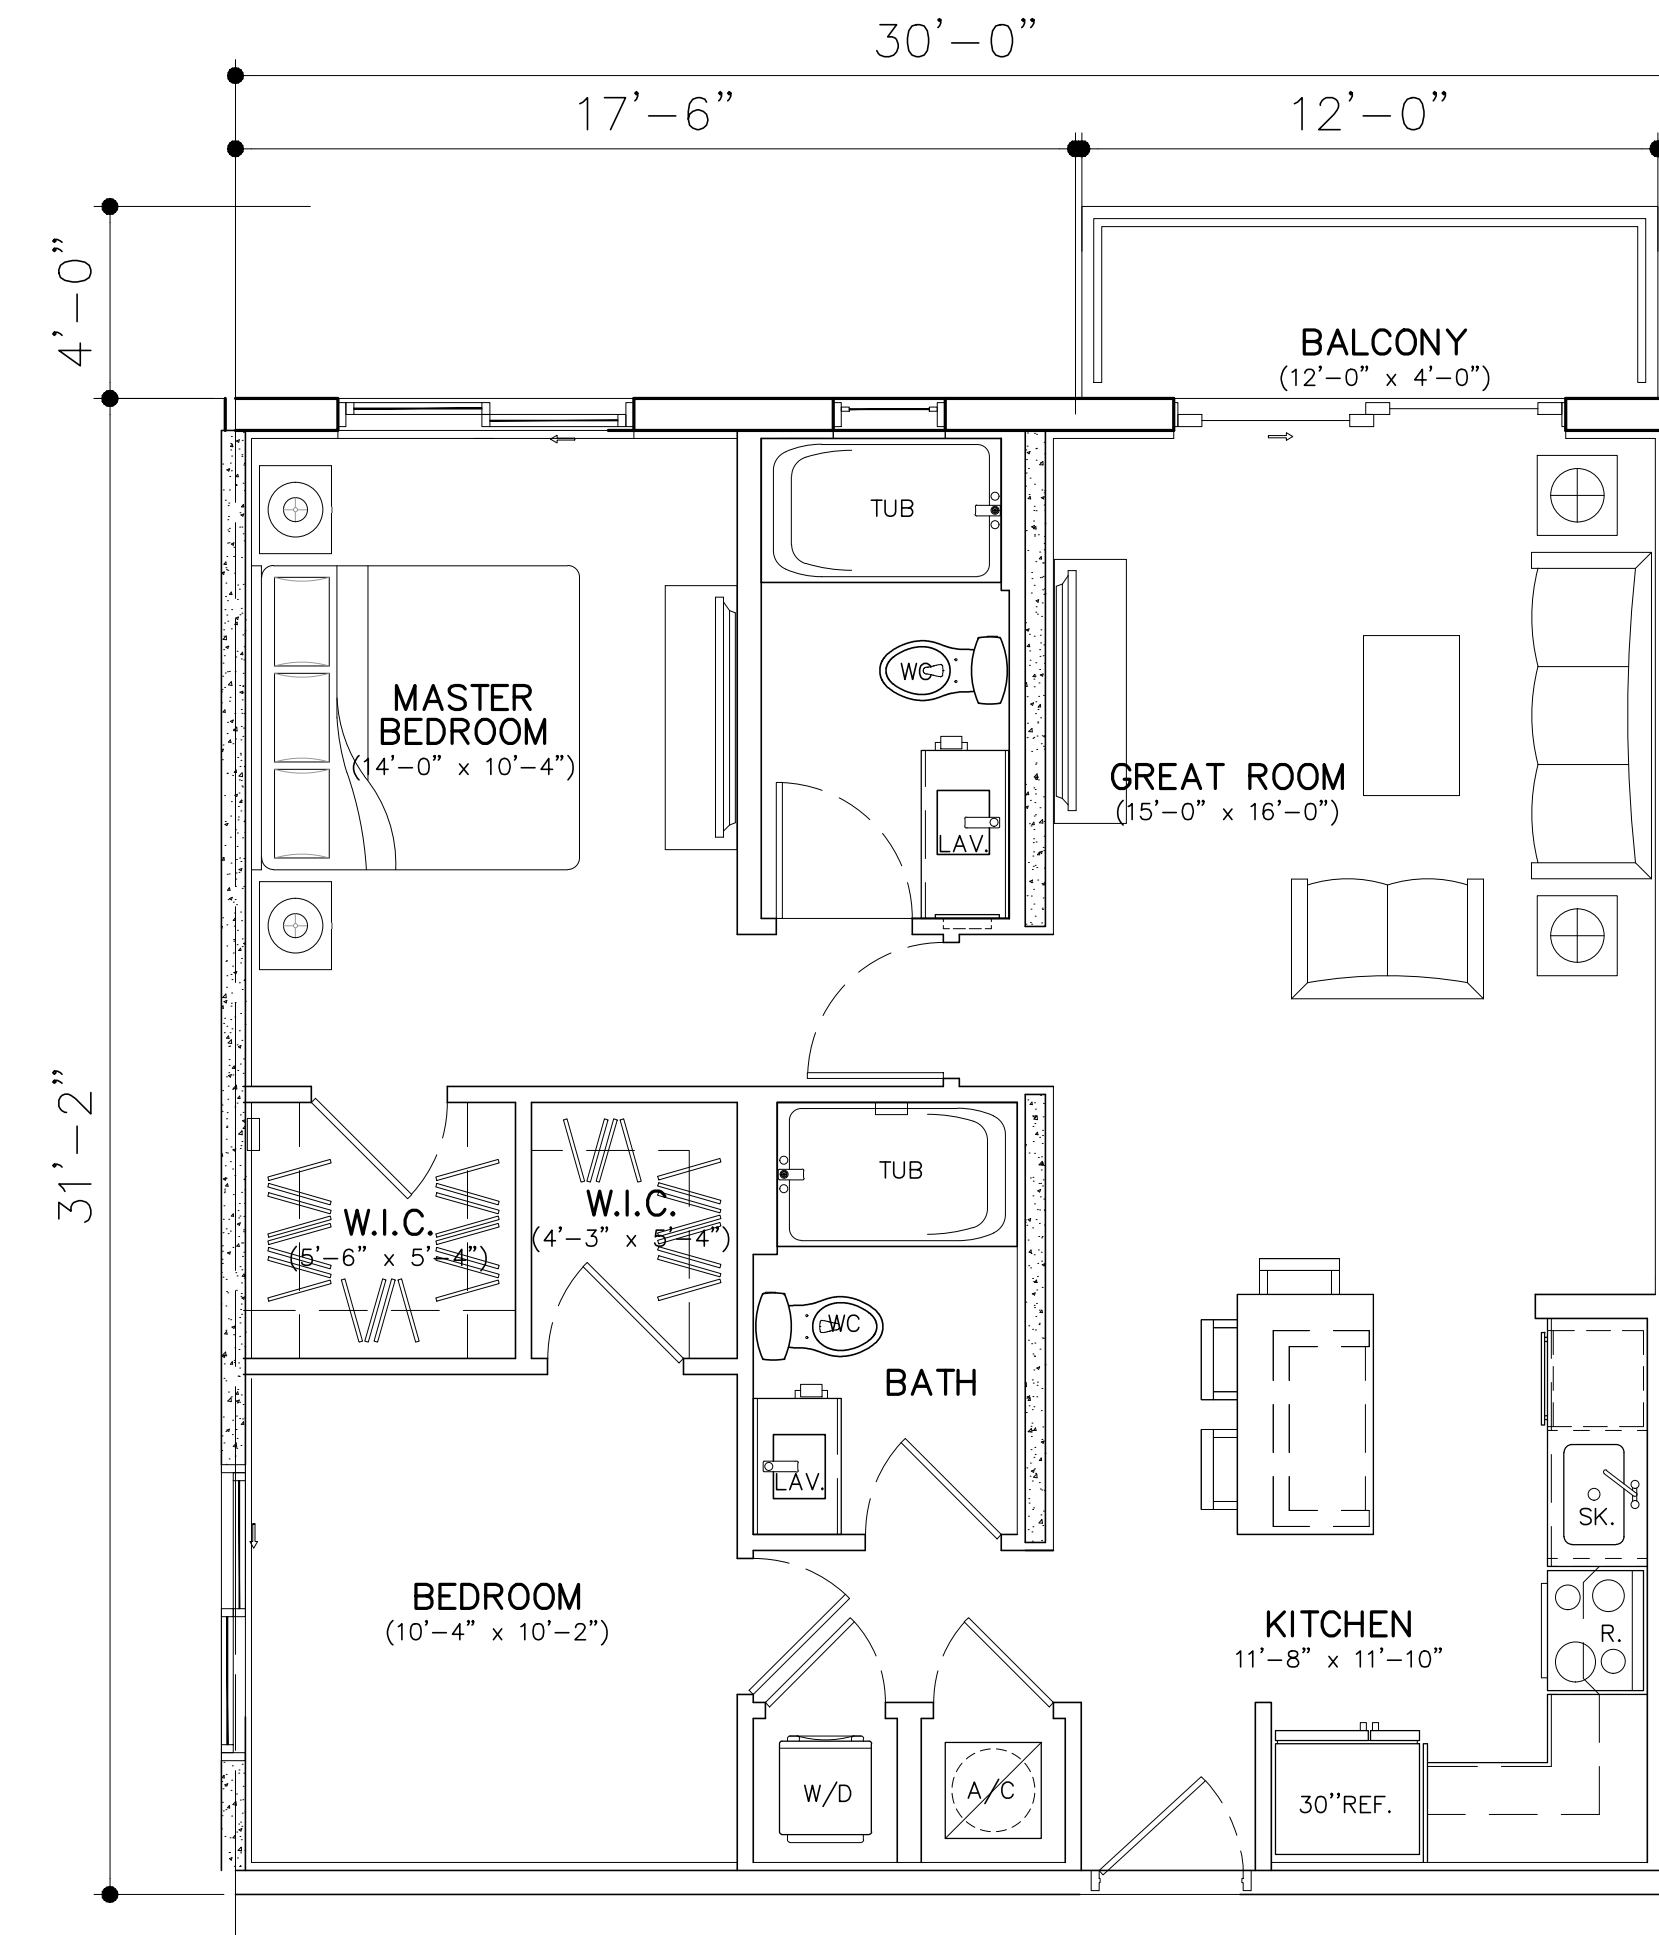 30'-0"
17'-6"
12'-0"
4'-0"
BALCONY
(12'-0" x 4'-0")
TUB
WC
MASTER
BEDROOM
(14'-0" x 10'-4")
GREAT ROOM
(15'-0" x 16'-0")
LAV.
31'-2"
TUB
W.I.C.
(4'-3" x 5'-4")
W.I.C.
(5'-6" x 5'-4")
WC
BATH
LAV.
SK.
BEDROOM
(10'-4" x 10'-2")
KITCHEN
11'-8" x 11'-10"
R.
W/D
A/C
30"REF.